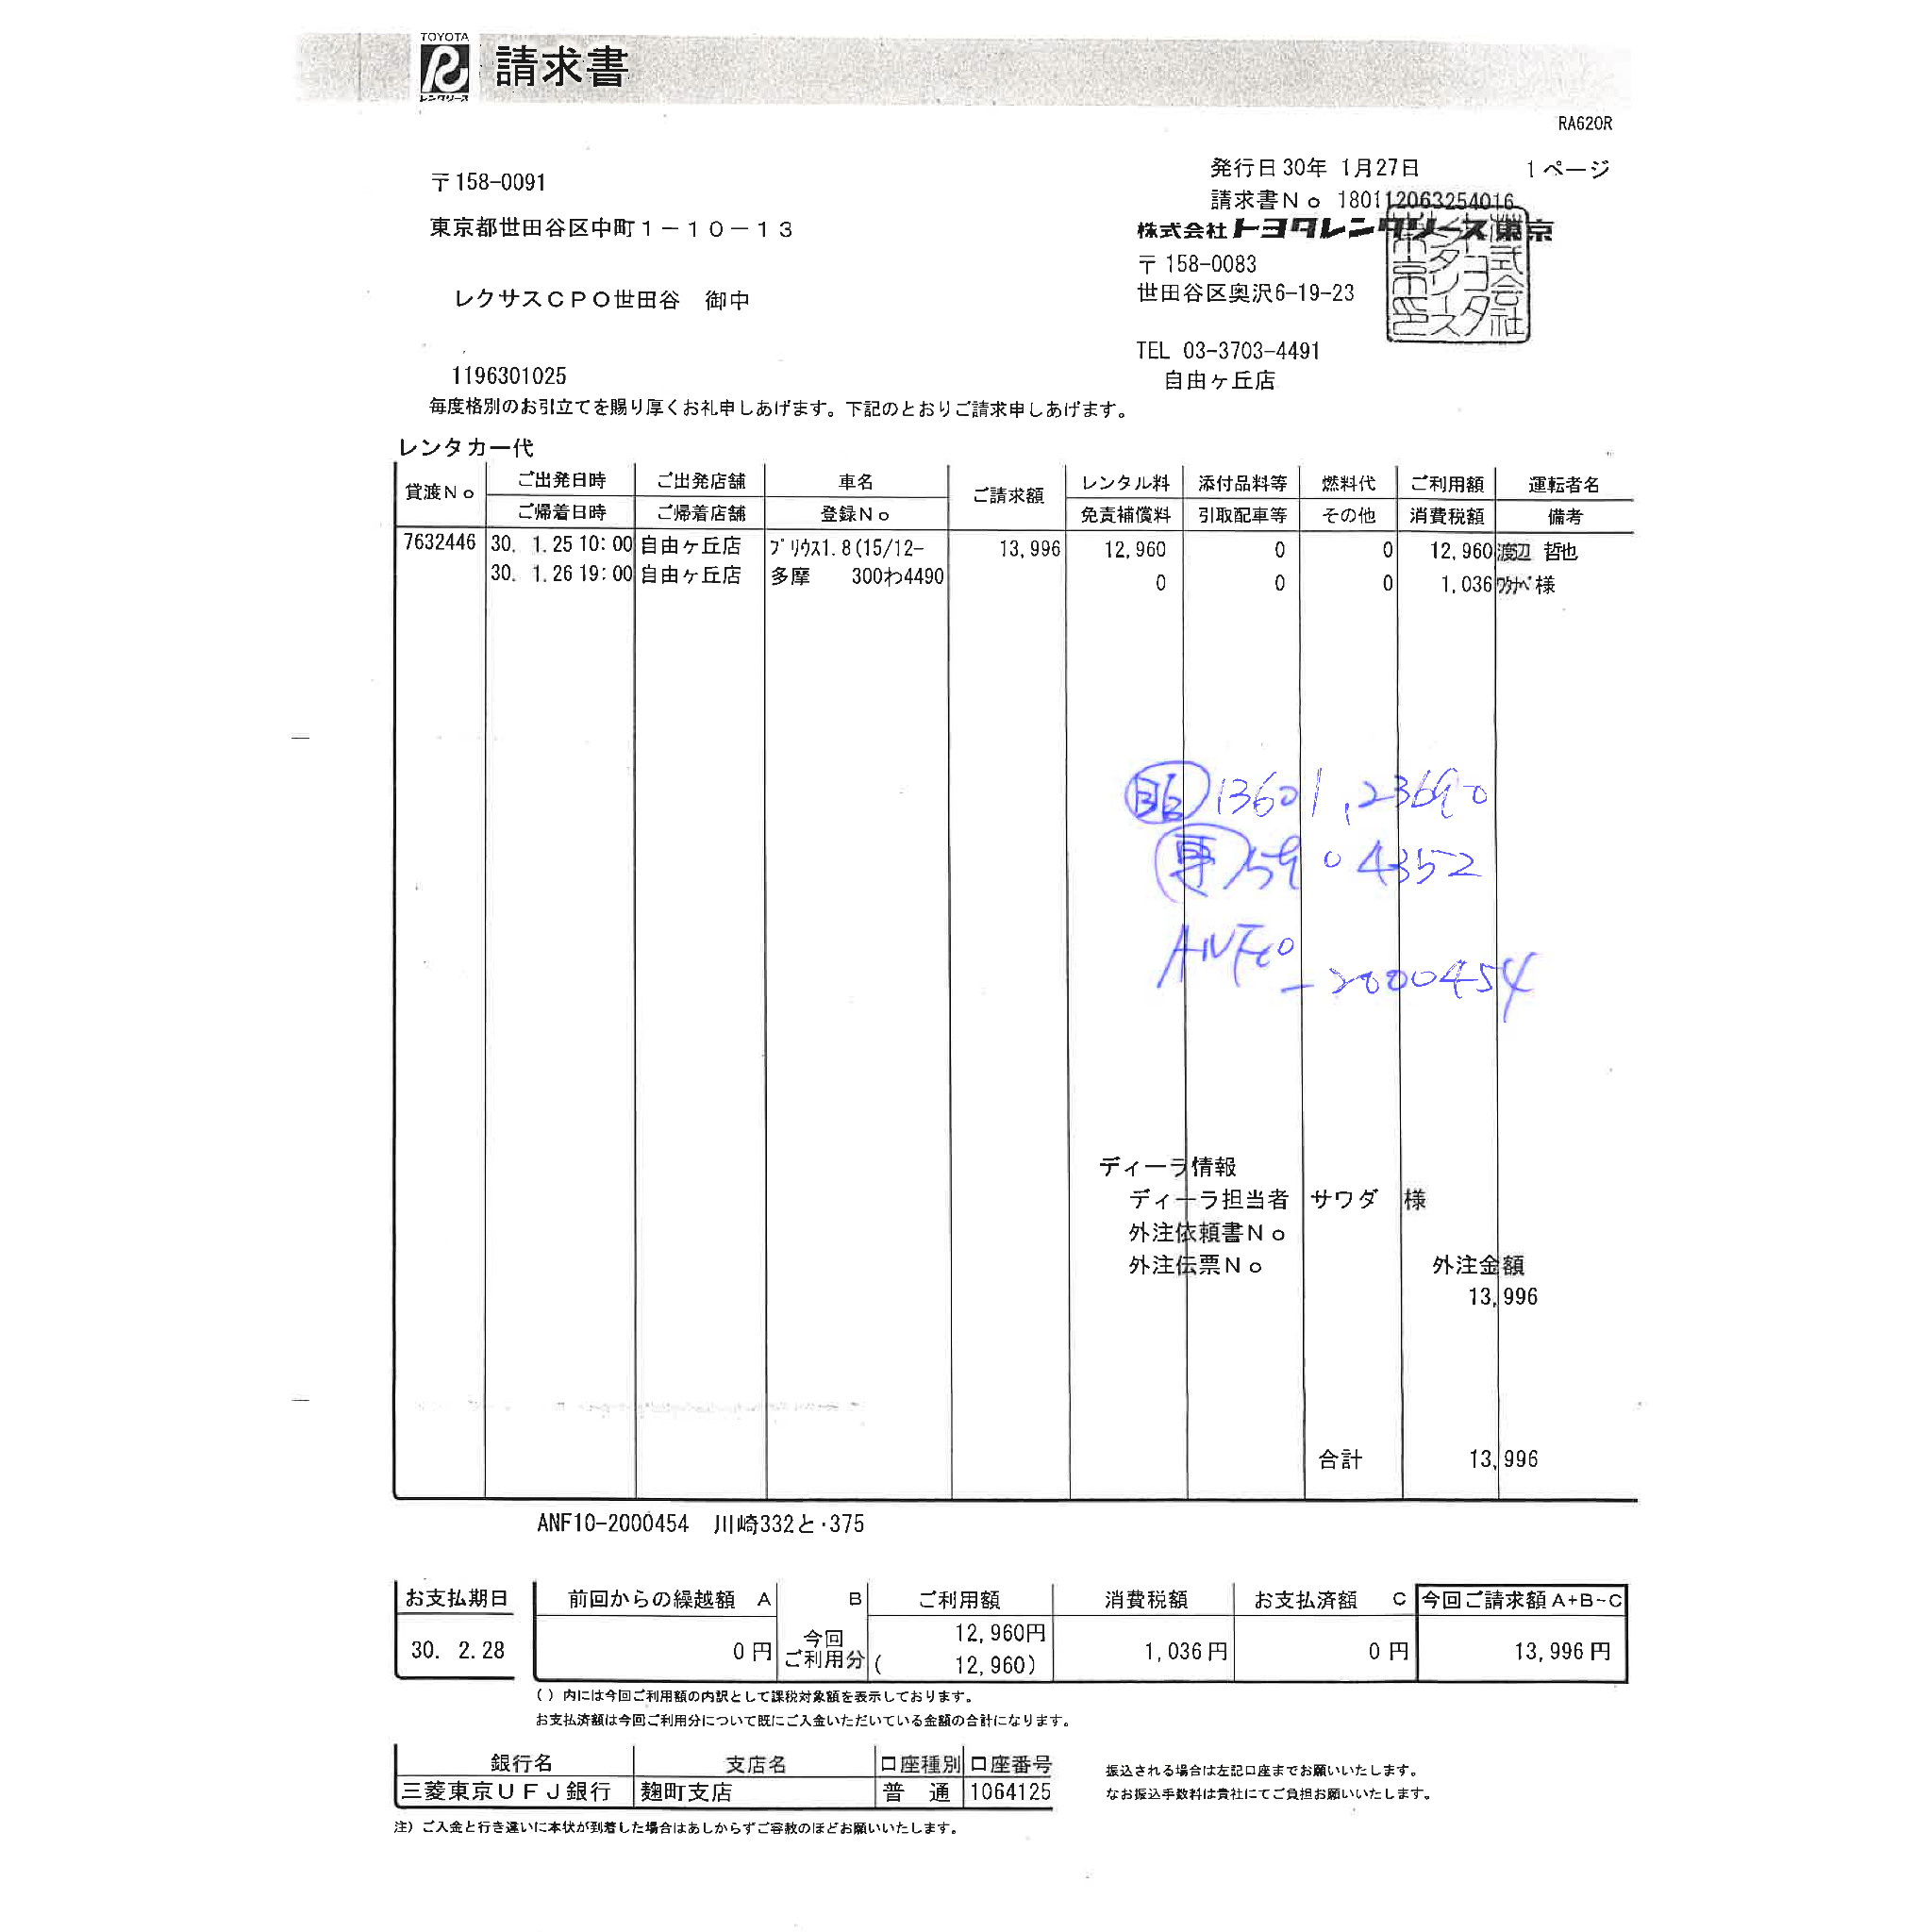 TOYOTA
レンタリース
請求書
RA620R
発行日 30年 1月27日 1 ページ
〒158-0091
請求書No 180112063254016
東京都世田谷区中町1-10-13
株式会社トヨタレンタリース東京
〒 158-0083
世田谷区奥沢6-19-23
レクサスCPO世田谷 御中
TEL 03-3703-4491
自由ヶ丘店
1196301025
毎度格別のお引立てを賜り厚くお礼申しあげます。下記のとおりご請求申しあげます。
レンタカー代
貸渡No ご出発日時 ご出発店舗 車名 ご請求額 レンタル料 添付品料等 燃料代 ご利用額 運転者名
ご帰着日時 ご帰着店舗 登録No 免責補償料 引取配車等 その他 消費税額 備考
7632446 30. 1.25 10:00 自由ヶ丘店 プリウス1.8(15/12- 13,996 12,960 0 0 12,960 渡辺 哲也
30. 1.26 19:00 自由ヶ丘店 多摩 300わ4490 0 0 0 1,036 ワタナベ様
13601,23690
4352
-2000454
ディーラ情報
ディーラ担当者 サワダ 様
外注依頼書No
外注伝票No 外注金額
13,996
合計 13,996
ANF10-2000454 川崎332と・375
お支払期日 前回からの繰越額 A B ご利用額 消費税額 お支払済額 C 今回ご請求額 A+B-C
30. 2.28 0 円 今回ご利用分 12,960円 1,036 円 0 円 13,996 円
( 12,960)
( ) 内には今回ご利用額の内訳として課税対象額を表示しております。
お支払済額は今回ご利用分について既にご入金いただいている金額の合計になります。
銀行名 支店名 口座種別 口座番号
三菱東京UFJ銀行 麹町支店 普 通 1064125
振込される場合は左記口座までお願いいたします。
なお振込手数料は貴社にてご負担お願いいたします。
注) ご入金と行き違いに本状が到着した場合はあしからずご容赦のほどお願いいたします。